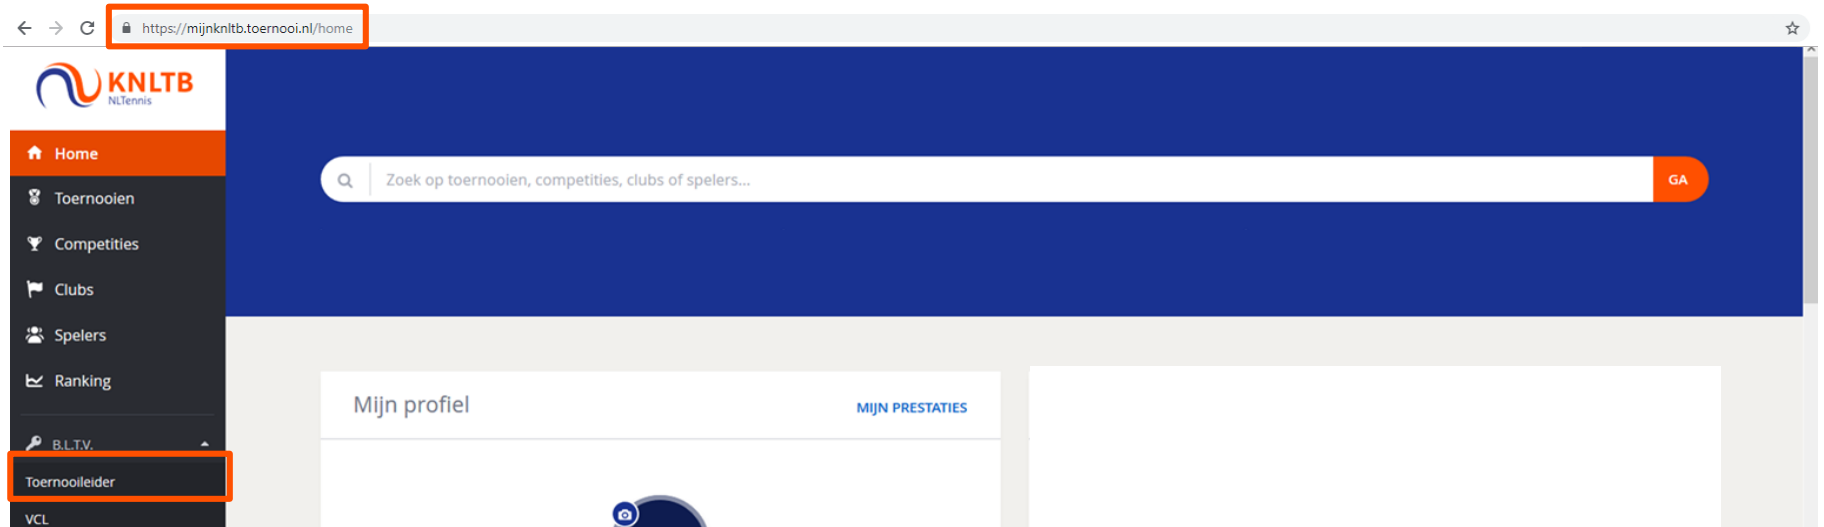 https://mijnknltb.toernooi.nl/home
KNLTB
NLTennis
Home
Toernooien
Competities
Clubs
Spelers
Ranking
B.L.T.V.
Toernooileider
VCL
Zoek op toernooien, competities, clubs of spelers...
GA
Mijn profiel
MIJN PRESTATIES